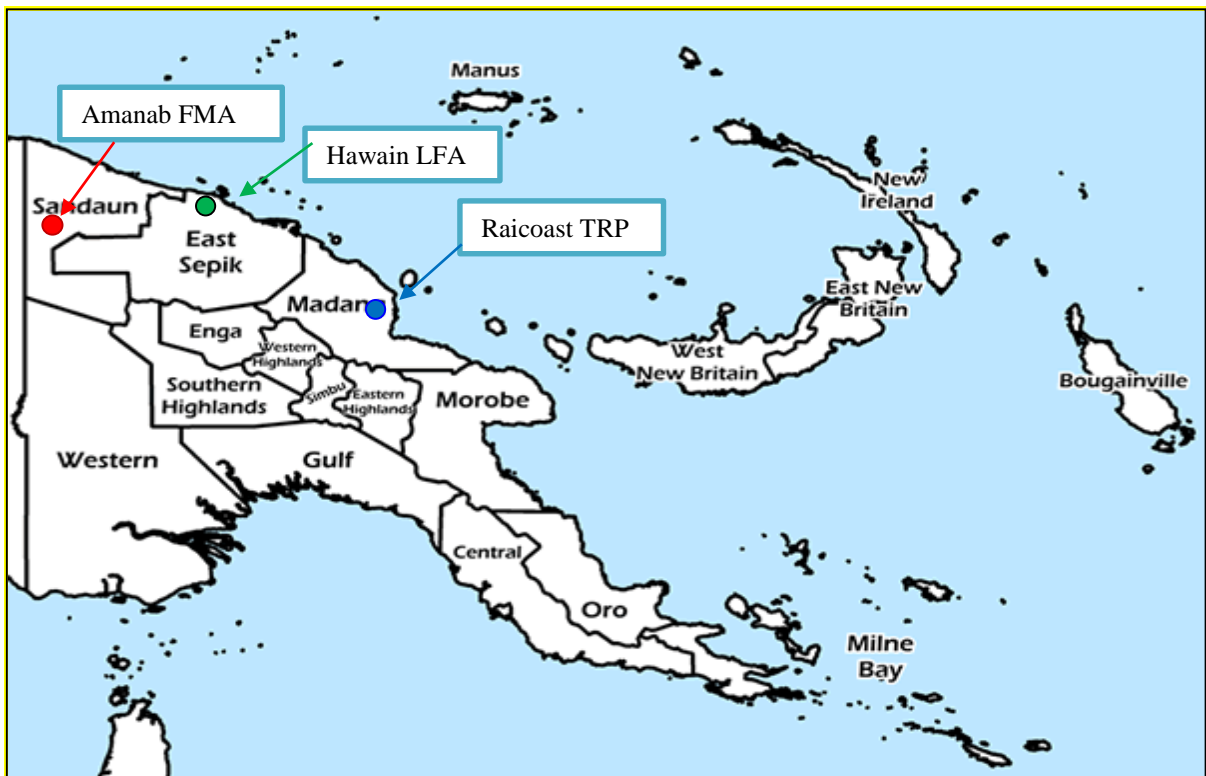 Manus
Amanab FMA
Hawain LFA
New
Ireland
Sandaun
Raicoast TRP
East
Sepik
Madang
East New
Britain
Enga
Western
Highlands
West
New Britain
Bougainville
Southern
Highlands
Simbu
Eastern
Highlands
Morobe
Western
Gulf
Central
Oro
Milne
Bay